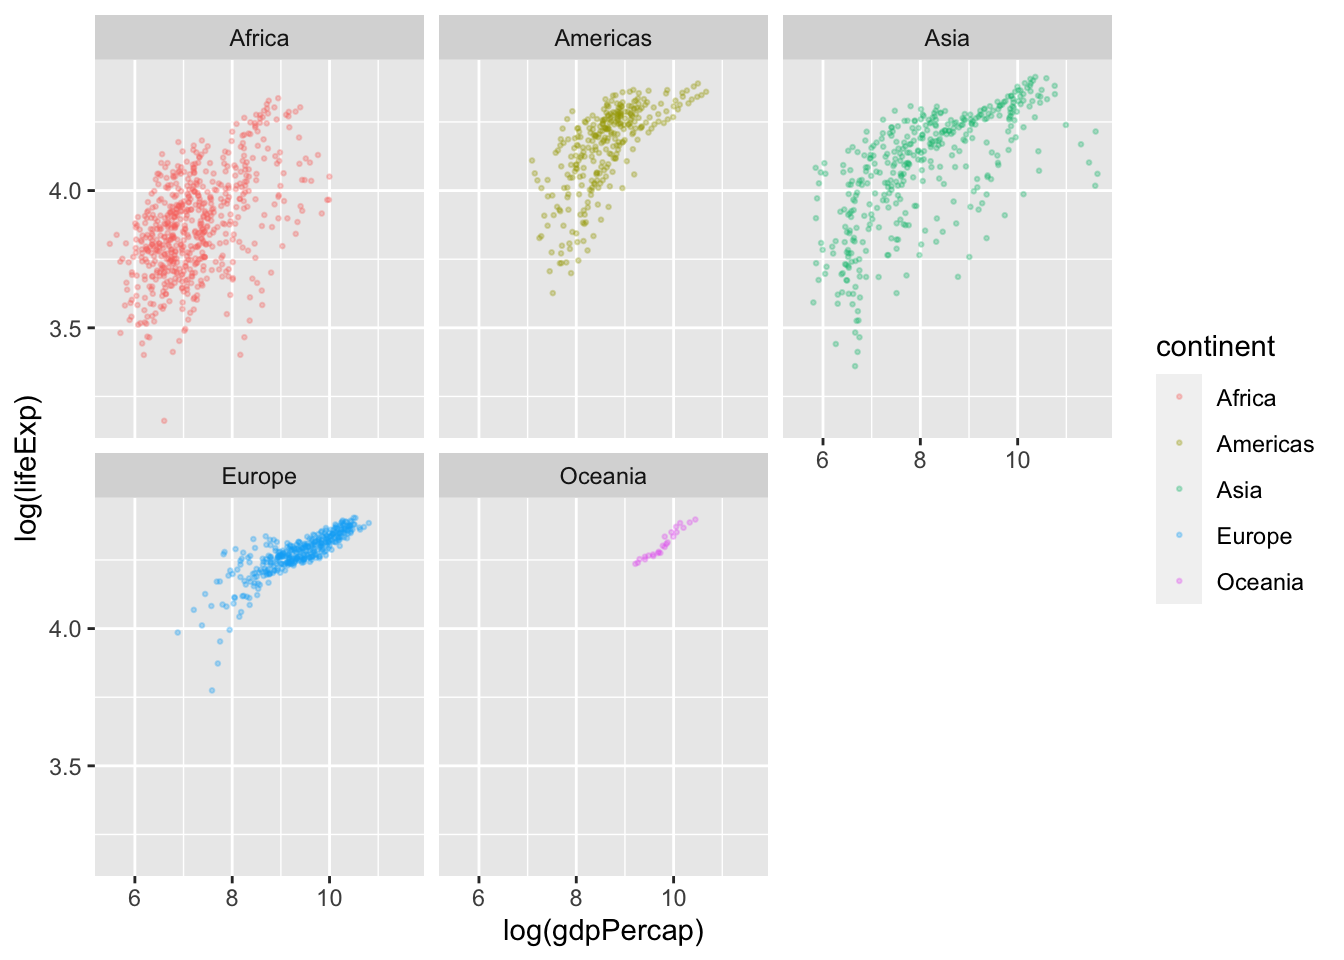 Africa
Americas
Asia
4.0
3.5
6 8 10
Europe
Oceania
4.0
3.5
6 8 10
6 8 10
log(gdpPercap)
log(lifeExp)
continent
Africa
Americas
Asia
Europe
Oceania